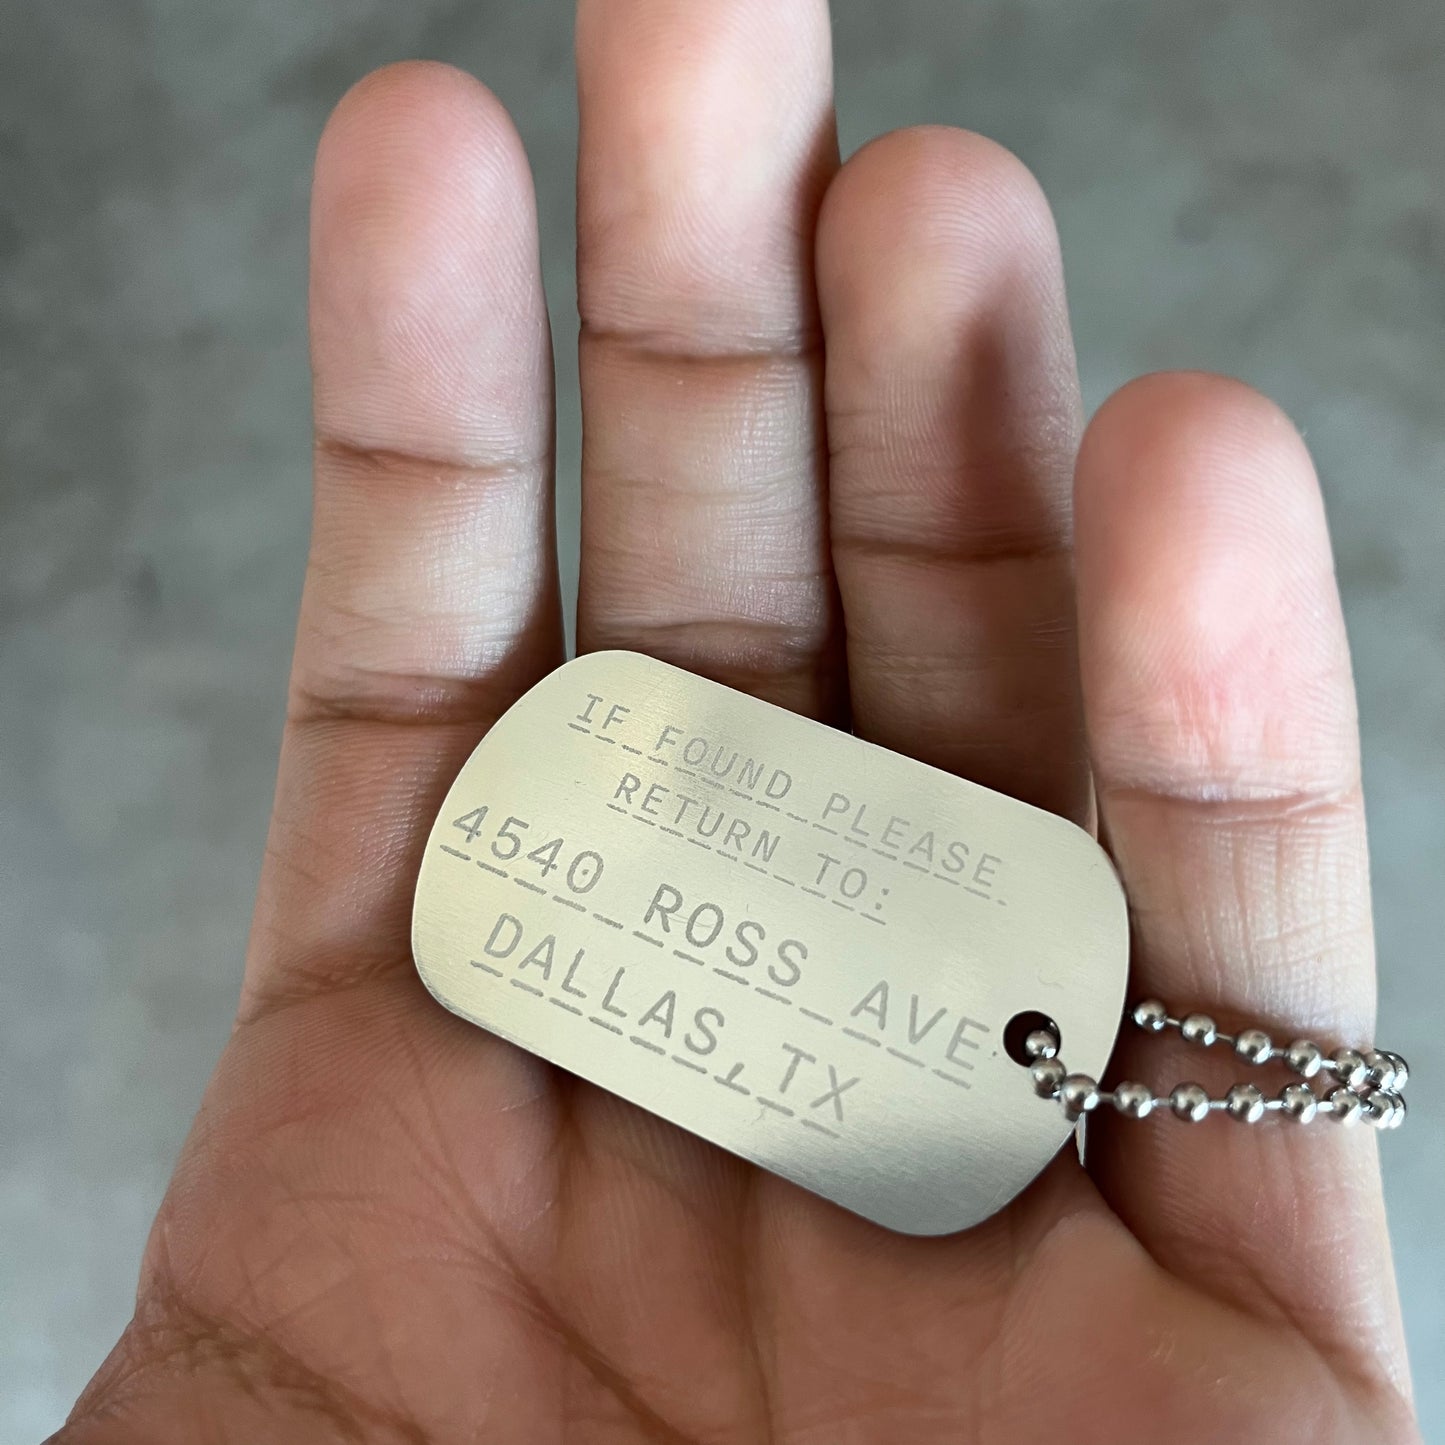 IF FOUND PLEASE
RETURN TO:
4540 ROSS AVE
DALLAS, TX